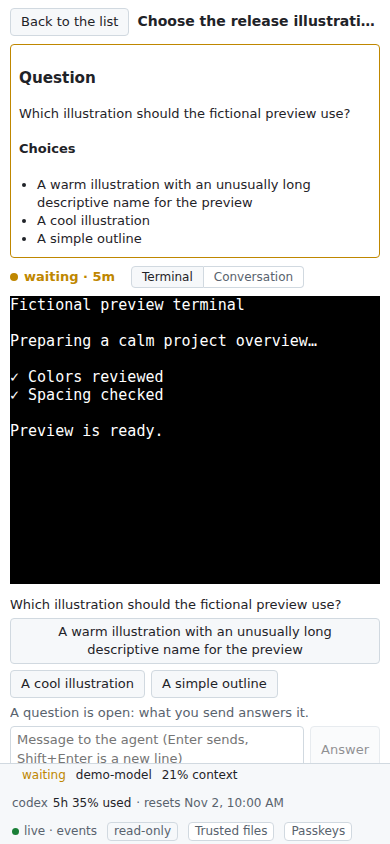 Back to the list Choose the release illustrati…
Question
Which illustration should the fictional preview use?
Choices
• A warm illustration with an unusually long
descriptive name for the preview
• A cool illustration
• A simple outline
waiting · 5m Terminal Conversation
Fictional preview terminal
Preparing a calm project overview…
✓ Colors reviewed
✓ Spacing checked
Preview is ready.
Which illustration should the fictional preview use?
A warm illustration with an unusually long
descriptive name for the preview
A cool illustration A simple outline
A question is open: what you send answers it.
Message to the agent (Enter sends,
Shift+Enter is a new line) Answer
waiting demo-model 21% context
codex 5h 35% used · resets Nov 2, 10:00 AM
live · events read-only Trusted files Passkeys